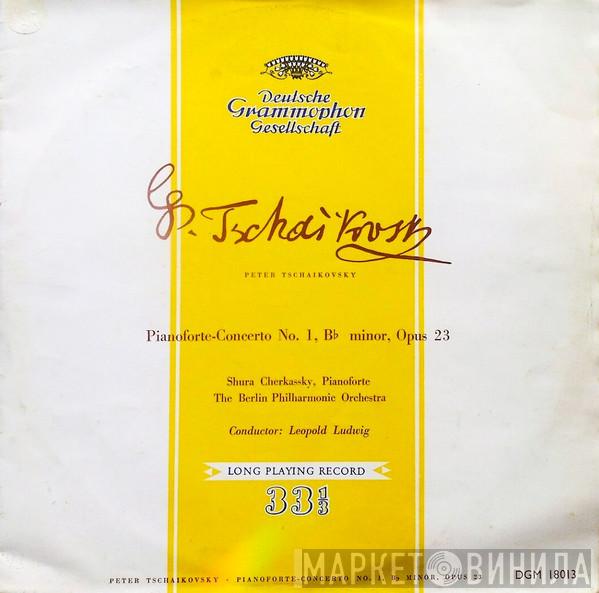 Deutsche
Grammophon
Gesellschaft
P. Tschaikovsky
PETER TSCHAIKOVSKY
Pianoforte-Concerto No. 1, B♭ minor, Opus 23
Shura Cherkassky, Pianoforte
The Berlin Philharmonic Orchestra
Conductor: Leopold Ludwig
LONG PLAYING RECORD
33⅓
PETER TSCHAIKOVSKY · PIANOFORTE-CONCERTO NO. 1, B♭ MINOR, OPUS 23
DGM 18013
МАРКЕТ ВИНИЛА